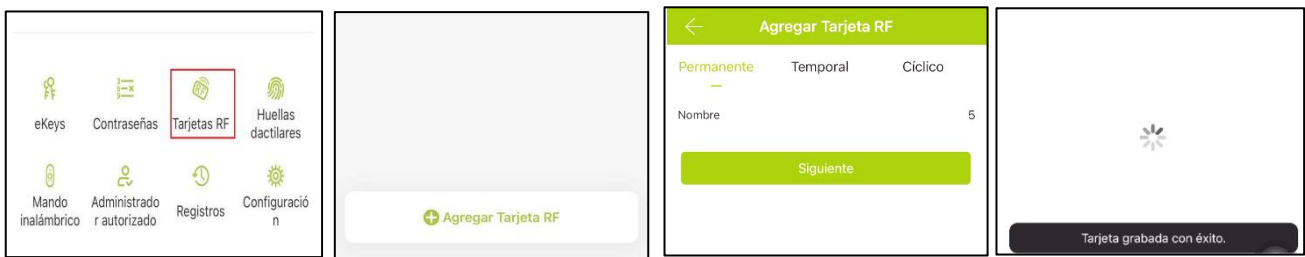 eKeys
Contraseñas
Tarjetas RF
Huellas
dactilares
Mando
inalámbrico
Administrado
r autorizado
Registros
Configuració
n
Agregar Tarjeta RF
Agregar Tarjeta RF
Permanente Temporal Cíclico
Nombre 5
Siguiente
Tarjeta grabada con éxito.